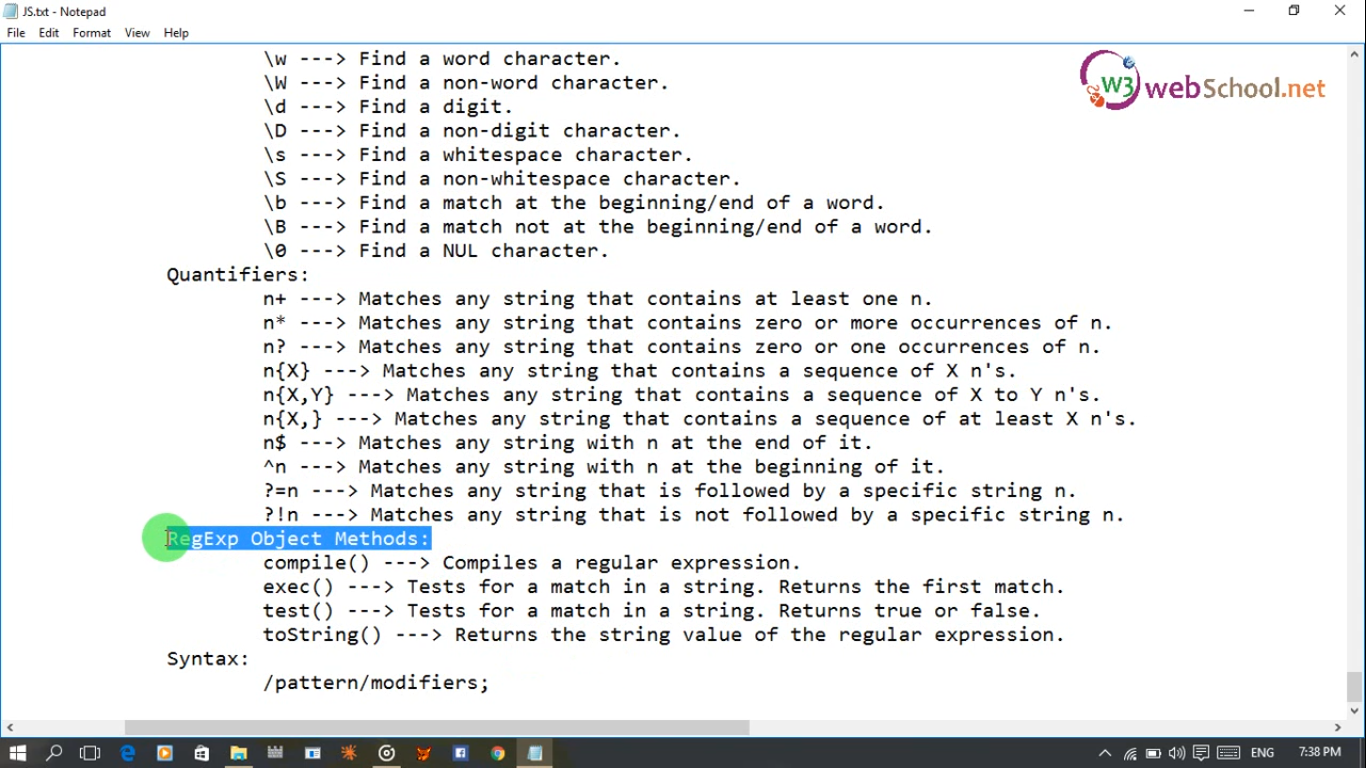 JS.txt - Notepad
File Edit Format View Help
W3 webSchool.net
\w ---> Find a word character.
\W ---> Find a non-word character.
\d ---> Find a digit.
\D ---> Find a non-digit character.
\s ---> Find a whitespace character.
\S ---> Find a non-whitespace character.
\b ---> Find a match at the beginning/end of a word.
\B ---> Find a match not at the beginning/end of a word.
\0 ---> Find a NUL character.
Quantifiers:
n+ ---> Matches any string that contains at least one n.
n* ---> Matches any string that contains zero or more occurrences of n.
n? ---> Matches any string that contains zero or one occurrences of n.
n{X} ---> Matches any string that contains a sequence of X n's.
n{X,Y} ---> Matches any string that contains a sequence of X to Y n's.
n{X,} ---> Matches any string that contains a sequence of at least X n's.
n$ ---> Matches any string with n at the end of it.
^n ---> Matches any string with n at the beginning of it.
?=n ---> Matches any string that is followed by a specific string n.
?!n ---> Matches any string that is not followed by a specific string n.
RegExp Object Methods:
compile() ---> Compiles a regular expression.
exec() ---> Tests for a match in a string. Returns the first match.
test() ---> Tests for a match in a string. Returns true or false.
toString() ---> Returns the string value of the regular expression.
Syntax:
/pattern/modifiers;
ENG 7:38 PM